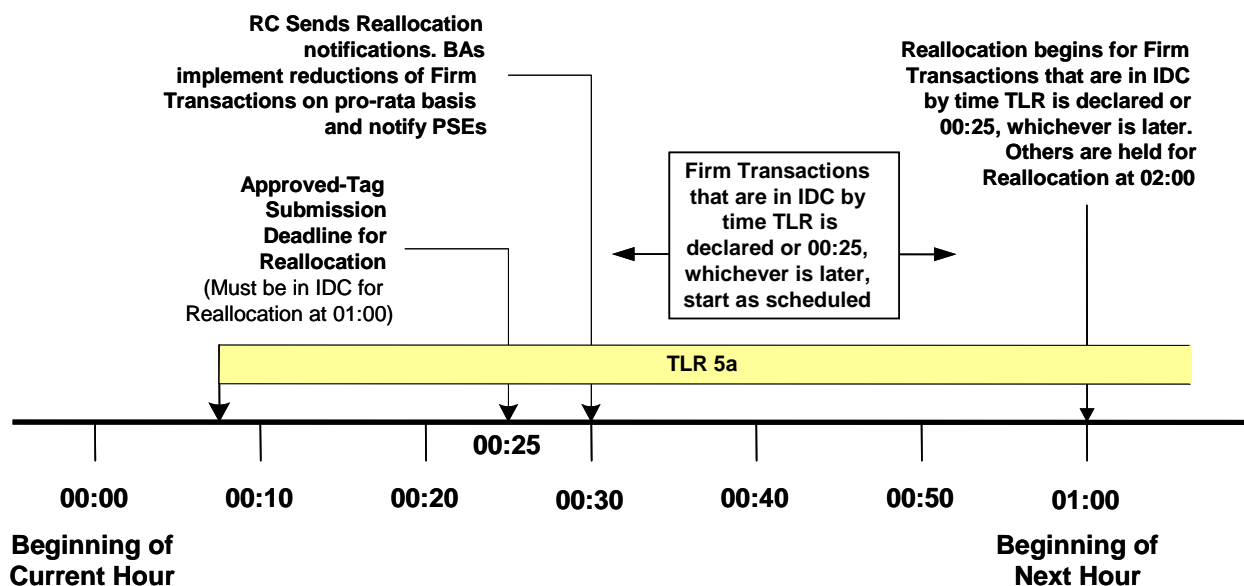 RC Sends Reallocation
notifications. BAs
implement reductions of Firm
Transactions on pro-rata basis
and notify PSEs
Approved-Tag
Submission
Deadline for
Reallocation
(Must be in IDC for
Reallocation at 01:00)
Firm Transactions
that are in IDC by
time TLR is
declared or 00:25,
whichever is later,
start as scheduled
Reallocation begins for Firm
Transactions that are in IDC
by time TLR is declared or
00:25, whichever is later.
Others are held for
Reallocation at 02:00
TLR 5a
00:25
00:00
00:10
00:20
00:30
00:40
00:50
01:00
Beginning of
Current Hour
Beginning of
Next Hour